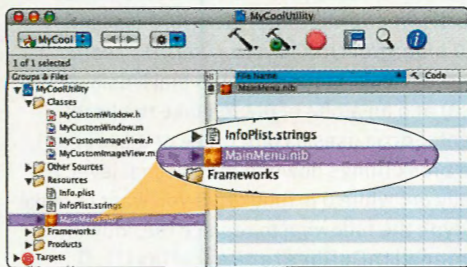 MyCoolUtility
MyCool
1 of 1 selected
Groups & Files
File Name
Code
MyCoolUtility
MainMenu.nib
Classes
MyCustomWindow.h
MyCustomWindow.m
MyCustomImageView.h
MyCustomImageView.m
Other Sources
Resources
Info.plist
InfoPlist.strings
MainMenu.nib
Frameworks
Products
Targets
InfoPlist.strings
MainMenu.nib
Frameworks